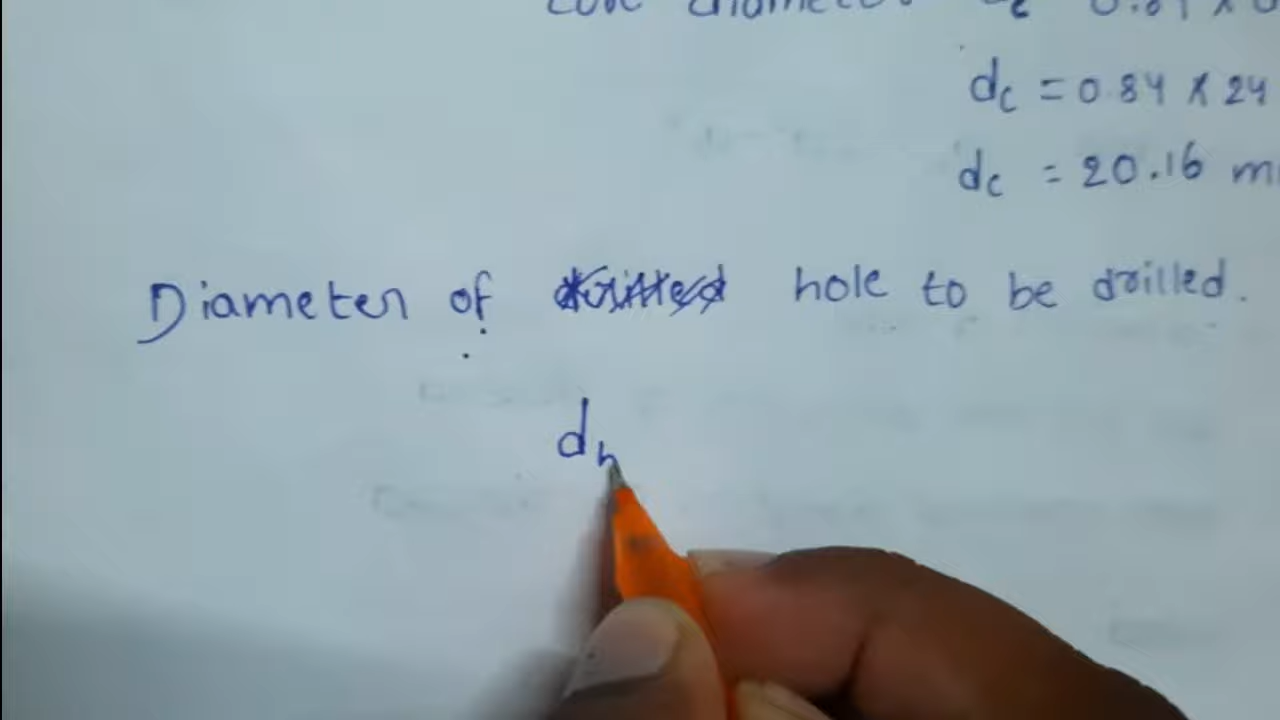 dc = 0.84 × 24
dc = 20.16 m
Diameter of hole to be drilled.
dh